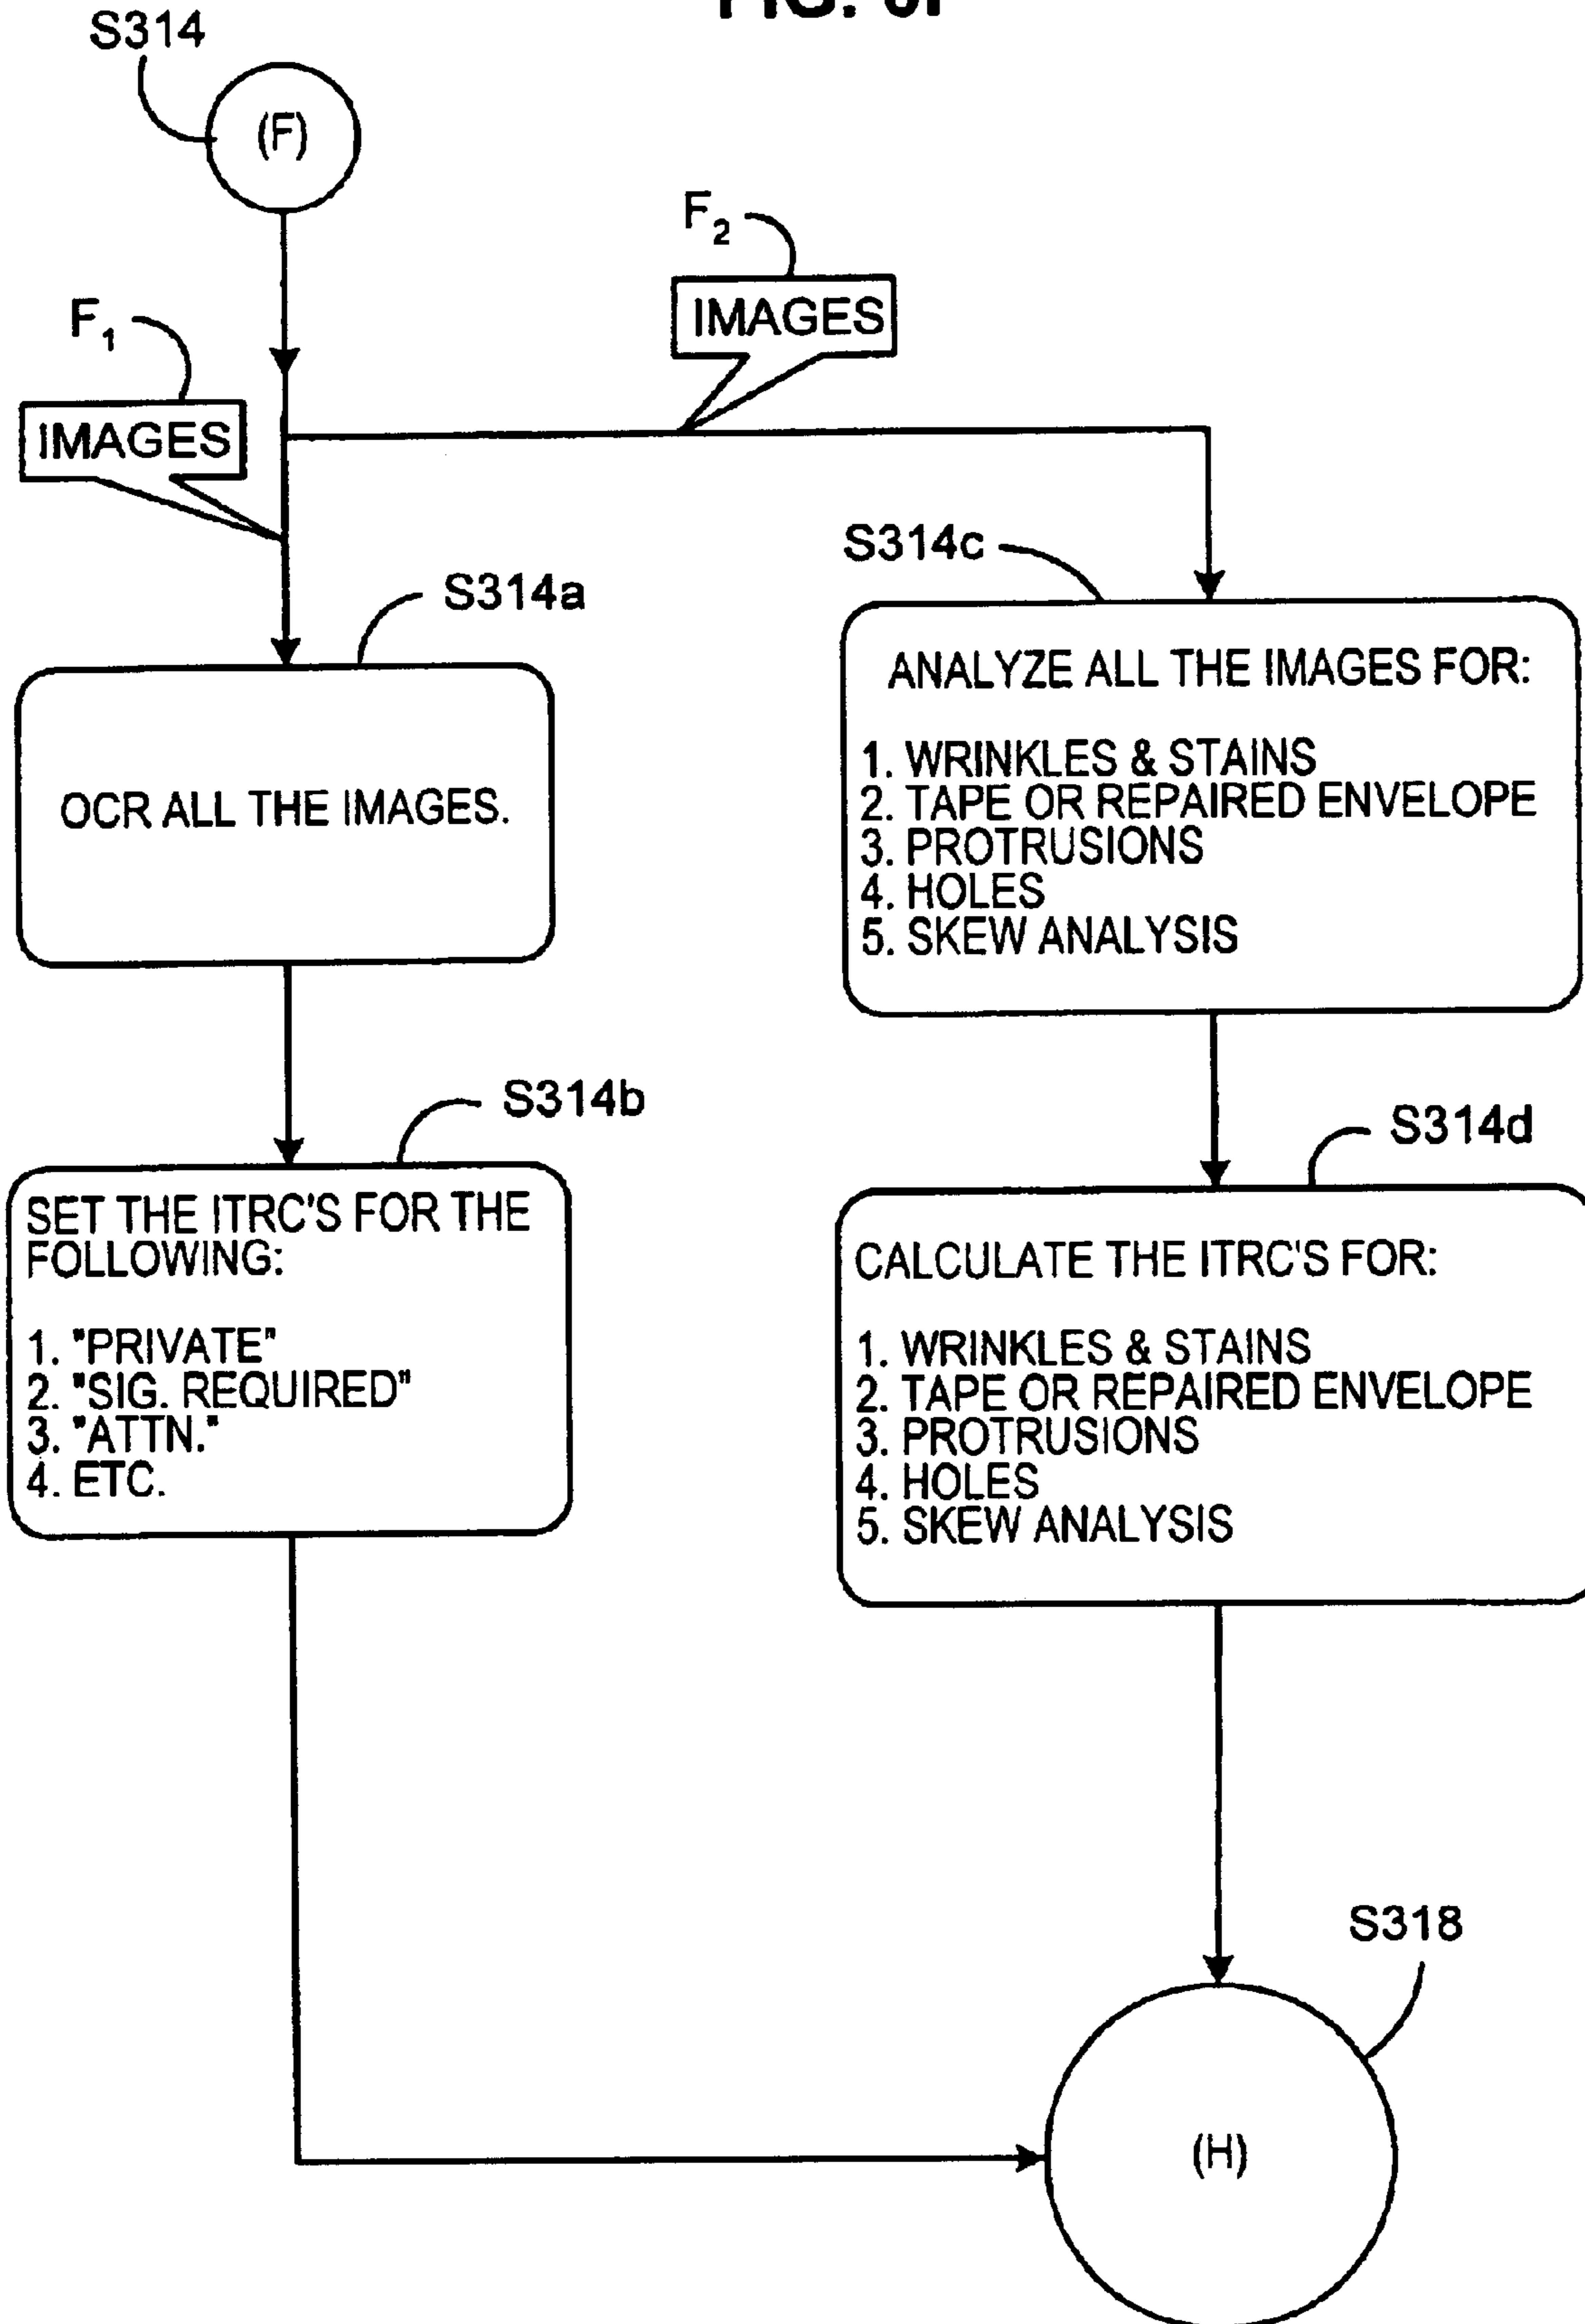 S314
(F)
F2
IMAGES
F1
IMAGES
S314a
OCR ALL THE IMAGES.
S314b
SET THE ITRC'S FOR THE
FOLLOWING:
1. "PRIVATE"
2. "SIG. REQUIRED"
3. "ATTN."
4. ETC.
S314c
ANALYZE ALL THE IMAGES FOR:
1. WRINKLES & STAINS
2. TAPE OR REPAIRED ENVELOPE
3. PROTRUSIONS
4. HOLES
5. SKEW ANALYSIS
S314d
CALCULATE THE ITRC'S FOR:
1. WRINKLES & STAINS
2. TAPE OR REPAIRED ENVELOPE
3. PROTRUSIONS
4. HOLES
5. SKEW ANALYSIS
S318
(H)